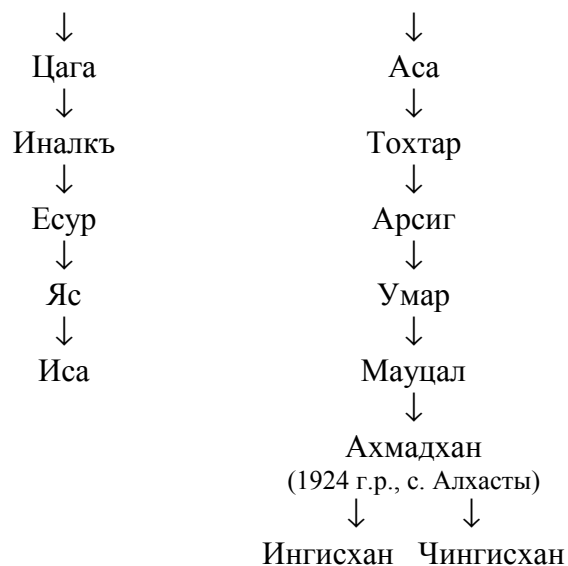 ↓ ↓
Цага Аса
↓ ↓
Иналкъ Тохтар
↓ ↓
Есур Арсиг
↓ ↓
Яс Умар
↓ ↓
Иса Мауцал
↓
Ахмадхан
(1924 г.р., с. Алхасты)
↓ ↓
Ингисхан Чингисхан